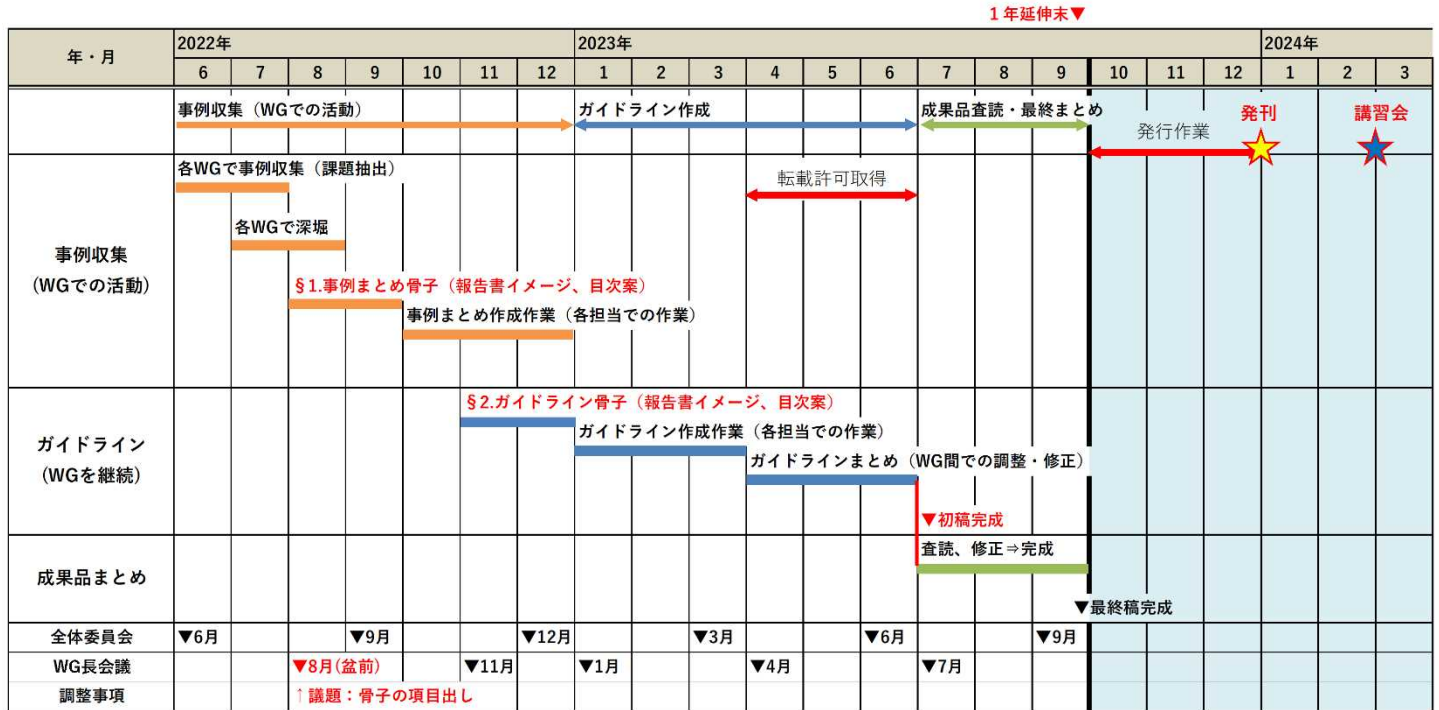 1年延伸末▼
年・月
2022年 2023年 2024年
6 7 8 9 10 11 12 1 2 3 4 5 6 7 8 9 10 11 12 1 2 3
事例収集（WGでの活動） ガイドライン作成 成果品査読・最終まとめ 発刊 講習会
発行作業
事例収集
(WGでの活動)
各WGで事例収集（課題抽出）
転載許可取得
各WGで深堀
§1.事例まとめ骨子（報告書イメージ、目次案）
事例まとめ作成作業（各担当での作業）
ガイドライン
(WGを継続)
§2.ガイドライン骨子（報告書イメージ、目次案）
ガイドライン作成作業（各担当での作業）
ガイドラインまとめ（WG間での調整・修正）
▼初稿完成
成果品まとめ
査読、修正⇒完成
▼最終稿完成
全体委員会 ▼6月 ▼9月 ▼12月 ▼3月 ▼6月 ▼9月
WG長会議 ▼8月(盆前) ▼11月 ▼1月 ▼4月 ▼7月
調整事項 ↑議題：骨子の項目出し